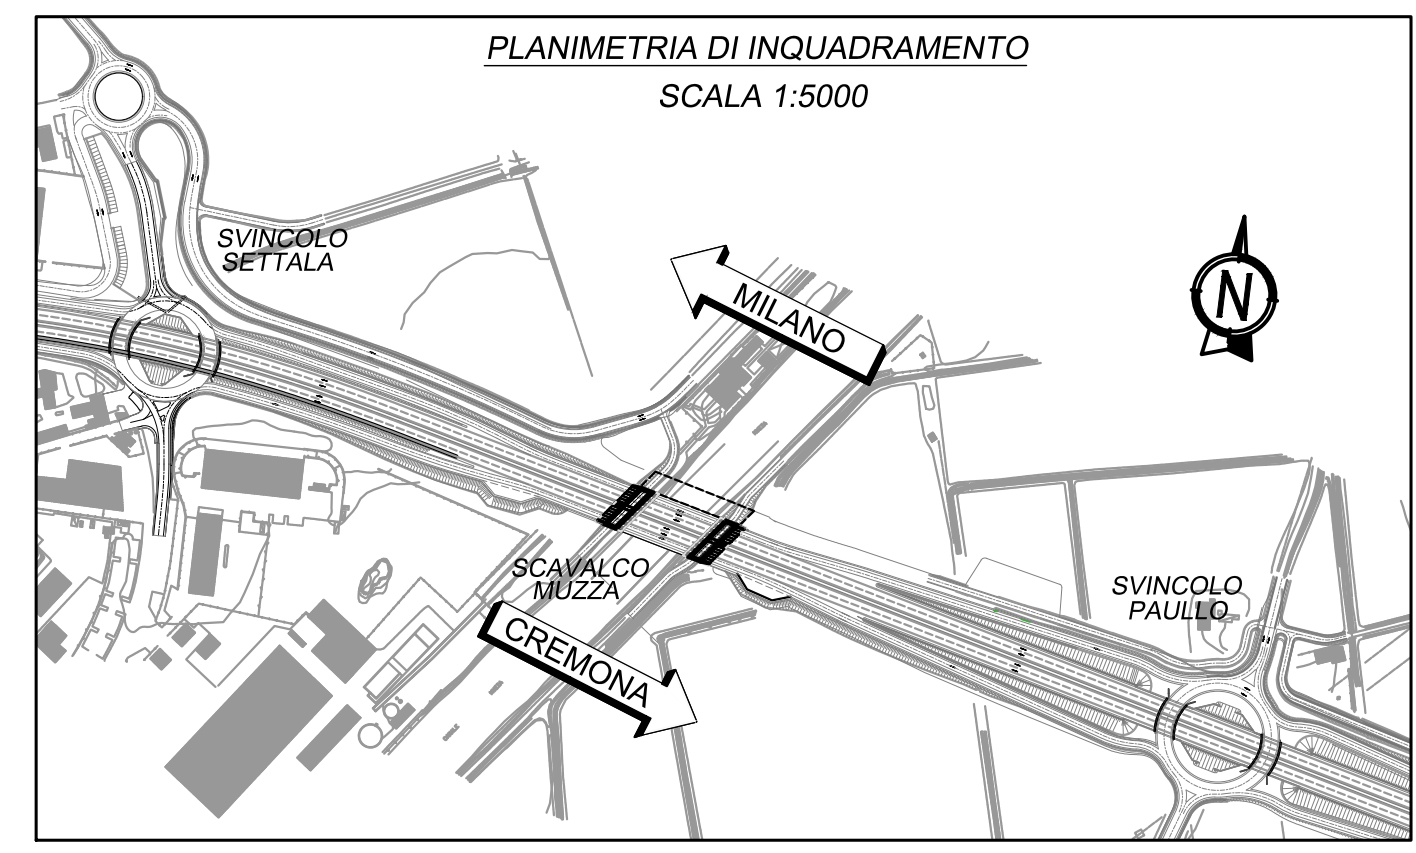 PLANIMETRIA DI INQUADRAMENTO
SCALA 1:5000
SVINCOLO
SETTALA
MILANO
N
SCAVALCO
MUZZA
CREMONA
SVINCOLO
PAULLO